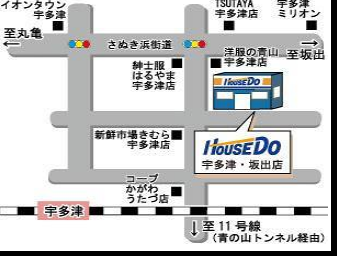 イオンタウン
宇多津
TSUTAYA
宇多津店
宇多津
ミリオン
至丸亀
←
さぬき浜街道
→
至坂出
洋服の青山
宇多津店
紳士服
はるやま
宇多津店
HOUSEDO
新鮮市場きむら
宇多津店
HOUSEDO
宇多津・坂出店
コープ
かがわ
うたづ店
宇多津
↓至11号線
(青の山トンネル経由)